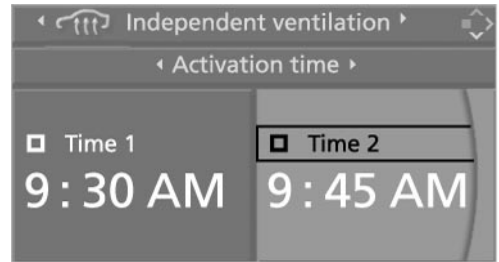 Independent ventilation
Activation time
Time 1
Time 2
9 : 30 AM
9 : 45 AM